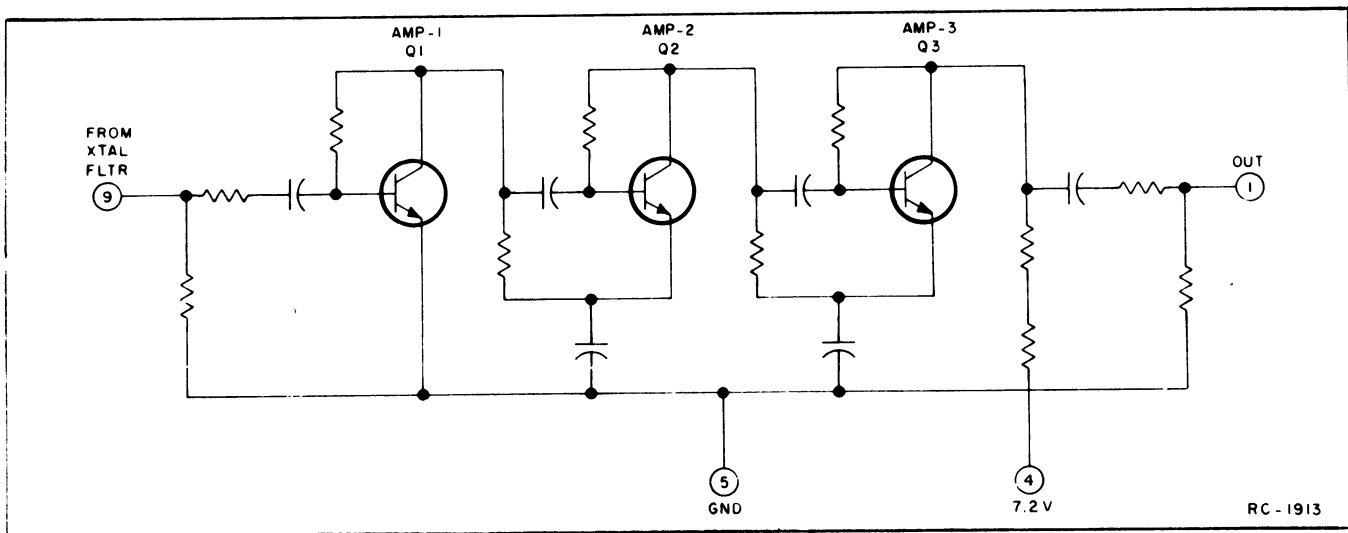 AMP-1
Q1
AMP-2
Q2
AMP-3
Q3
FROM
XTAL
FLTR
9
OUT
1
5
GND
4
7.2V
RC-1913